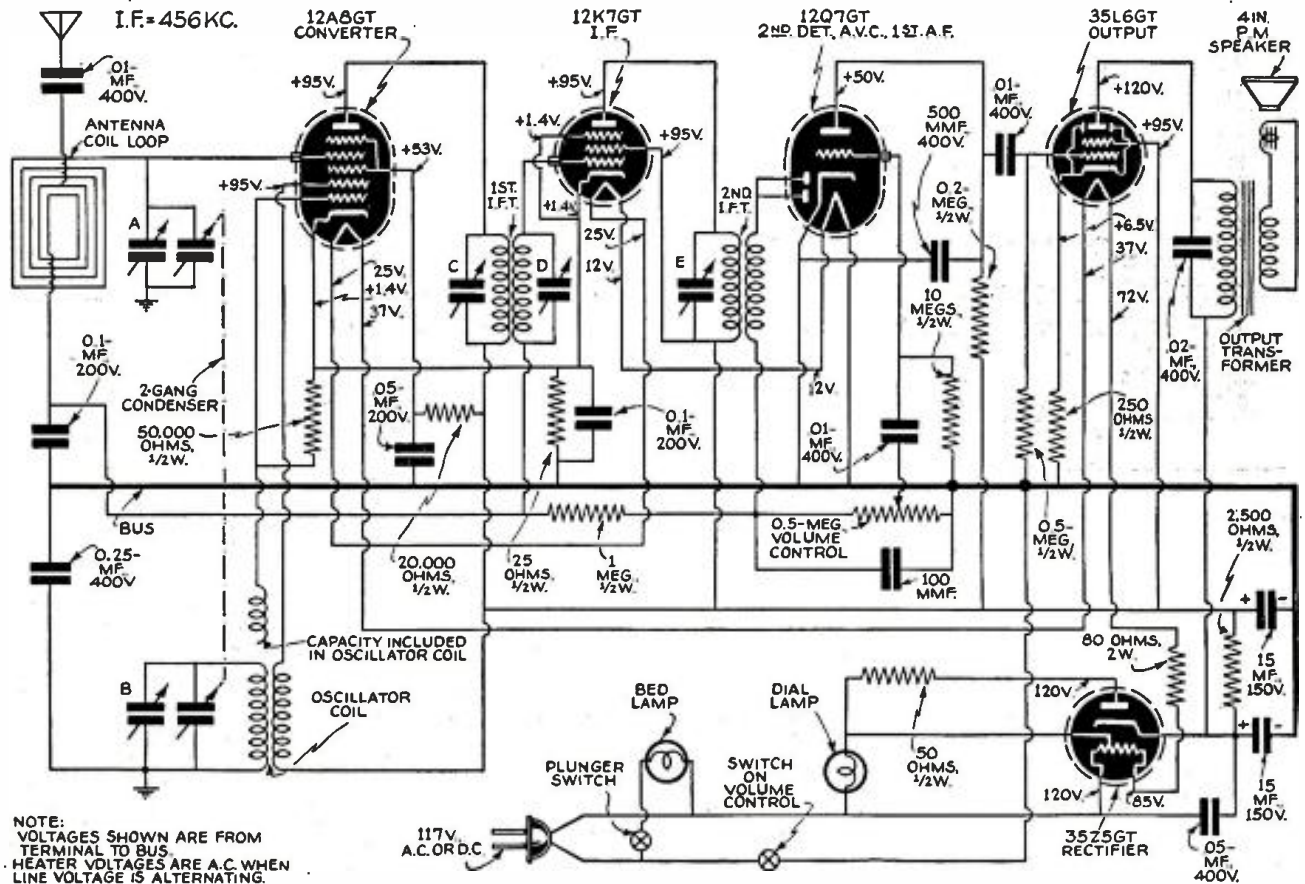 I.F.= 456 KC.
12A8GT
CONVERTER
12K7GT
I.F.
12Q7GT
2ND. DET., A.V.C., 1ST. A.F.
35L6GT
OUTPUT
4 IN.
P.M
SPEAKER
.01-
MF.
400V.
ANTENNA
COIL LOOP
+95V.
+53V.
+95V.
+95V.
+1.4V.
+95V.
+1.4V.
+50V.
500
MMF.
400V.
.01-
MF.
400V.
+120V.
+95V.
A
25V.
+1.4V.
37V.
1ST.
I.F.T.
C
D
25V.
12V.
E
2ND.
I.F.T.
0.2-
MEG.
1/2W.
10
MEGS.
1/2W.
12V.
+6.5V.
37V.
72V.
.02-
MF.,
400V.
OUTPUT
TRANS-
FORMER
0.1-
MF.
200V.
2-GANG
CONDENSER
50,000
OHMS,
1/2W.
.05-
MF.
200V.
0.1-
MF.
200V.
.01-MF.
400V.
250
OHMS
1/2W.
BUS
0.25-
MF.
400V
20,000
OHMS,
1/2W.
25
OHMS,
1/2W.
1
MEG.
1/2W.
0.5-MEG.
VOLUME
CONTROL
100
MMF.
0.5-
MEG.
1/2W.
2,500
OHMS,
1/2W.
CAPACITY INCLUDED
IN OSCILLATOR COIL
OSCILLATOR
COIL
B
80 OHMS,
2W.
+ -
15
MF.
150V.
+ -
15
MF.
150V.
BED
LAMP
DIAL
LAMP
120V.
50
OHMS,
1/2W.
PLUNGER
SWITCH
SWITCH
ON
VOLUME
CONTROL
120V.
85V.
35Z5GT
RECTIFIER
.05-
MF.
400V.
117V.
A.C. OR D.C.
NOTE:
VOLTAGES SHOWN ARE FROM
TERMINAL TO BUS.
HEATER VOLTAGES ARE A.C. WHEN
LINE VOLTAGE IS ALTERNATING.